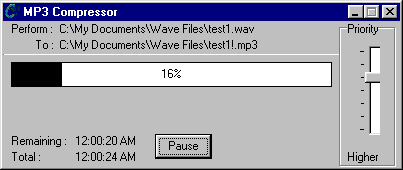 MP3 Compressor
Perform : C:\My Documents\Wave Files\test1.wav
To : C:\My Documents\Wave Files\test1!.mp3
Priority
16%
Remaining : 12:00:20 AM
Total : 12:00:24 AM
Pause
Higher